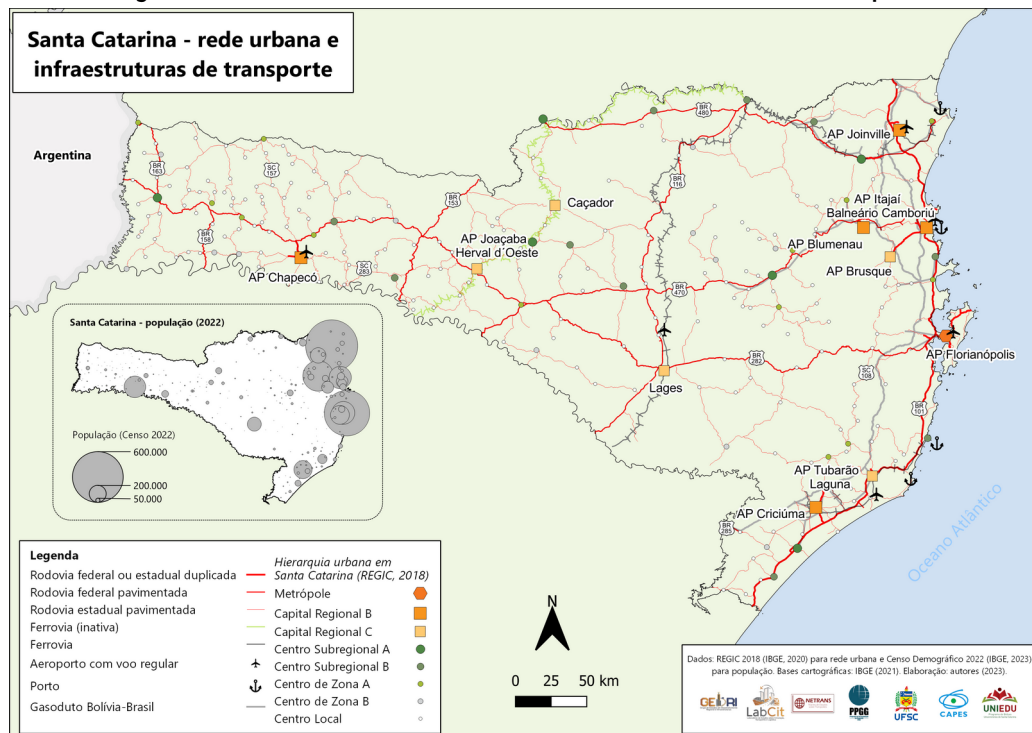 Santa Catarina - rede urbana e
infraestruturas de transporte
Argentina
BR
163
SC
157
BR
158
BR
153
SC
283
AP Chapecó
AP Joaçaba
Herval d´Oeste
Caçador
BR
480
BR
116
BR
470
AP Joinville
AP Itajaí
Balneário Camboriú
AP Blumenau
AP Brusque
AP Florianópolis
BR
282
SC
108
BR
101
Lages
AP Tubarão
Laguna
AP Criciúma
BR
285
Oceano Atlântico
Santa Catarina - população (2022)
População (Censo 2022)
600.000
200.000
50.000
Legenda
Rodovia federal ou estadual duplicada
Rodovia federal pavimentada
Rodovia estadual pavimentada
Ferrovia (inativa)
Ferrovia
Aeroporto com voo regular
Porto
Gasoduto Bolívia-Brasil
Hierarquia urbana em
Santa Catarina (REGIC, 2018)
Metrópole
Capital Regional B
Capital Regional C
Centro Subregional A
Centro Subregional B
Centro de Zona A
Centro de Zona B
Centro Local
N
0 25 50 km
Dados: REGIC 2018 (IBGE, 2020) para rede urbana e Censo Demográfico 2022 (IBGE, 2023)
para população. Bases cartográficas: IBGE (2021). Elaboração: autores (2023).
LabCit
NETRANS
PPGG
UFSC
CAPES
UNIEDU